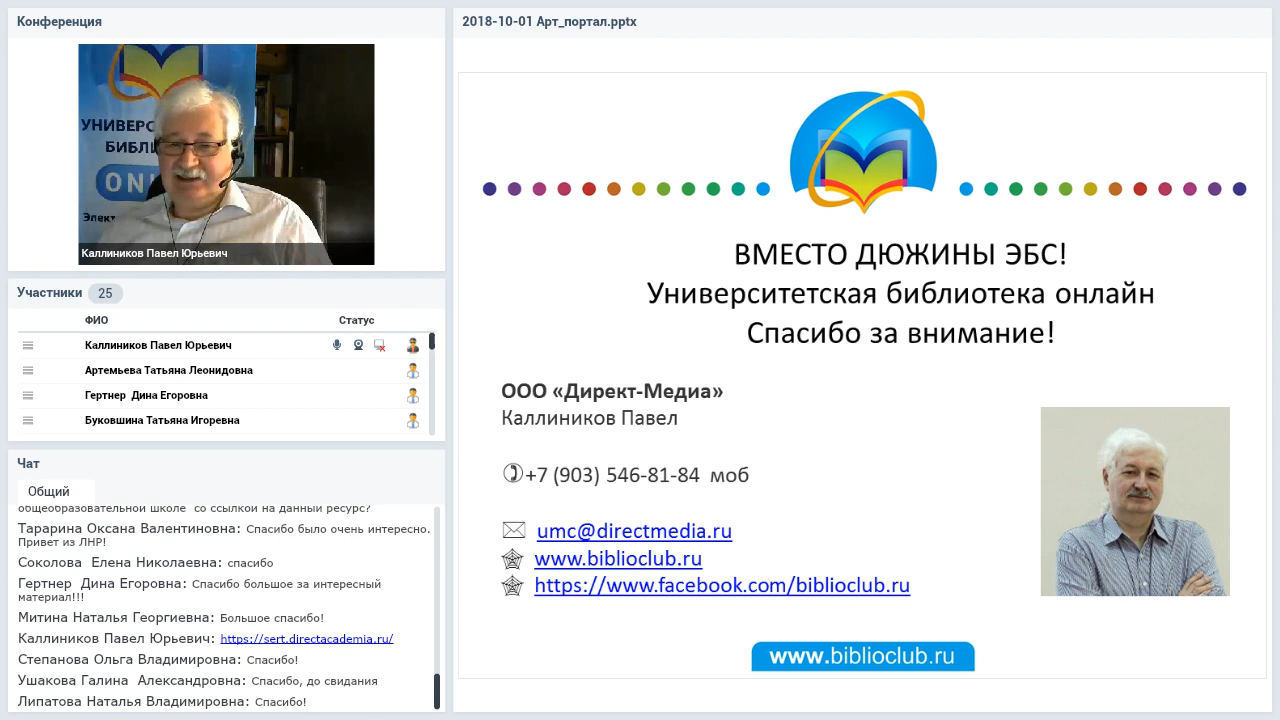 Конференция
УНИВЕРС
БИБЛИ
ONL
Элект
Каллиников Павел Юрьевич
Участники 25
ФИО Статус
Каллиников Павел Юрьевич
Артемьева Татьяна Леонидовна
Гертнер Дина Егоровна
Буковшина Татьяна Игоревна
Чат
Общий
общеобразовательной школе со ссылкой на данный ресурс?
Тарарина Оксана Валентиновна: Спасибо было очень интересно.
Привет из ЛНР!
Соколова Елена Николаевна: спасибо
Гертнер Дина Егоровна: Спасибо большое за интересный
материал!!!
Митина Наталья Георгиевна: Большое спасибо!
Каллиников Павел Юрьевич: https://sert.directacademia.ru/
Степанова Ольга Владимировна: Спасибо!
Ушакова Галина Александровна: Спасибо, до свидания
Липатова Наталья Владимировна: Спасибо!
2018-10-01 Арт_портал.pptx
ВМЕСТО ДЮЖИНЫ ЭБС!
Университетская библиотека онлайн
Спасибо за внимание!
ООО «Директ-Медиа»
Каллиников Павел
+7 (903) 546-81-84 моб
umc@directmedia.ru
www.biblioclub.ru
https://www.facebook.com/biblioclub.ru
www.biblioclub.ru